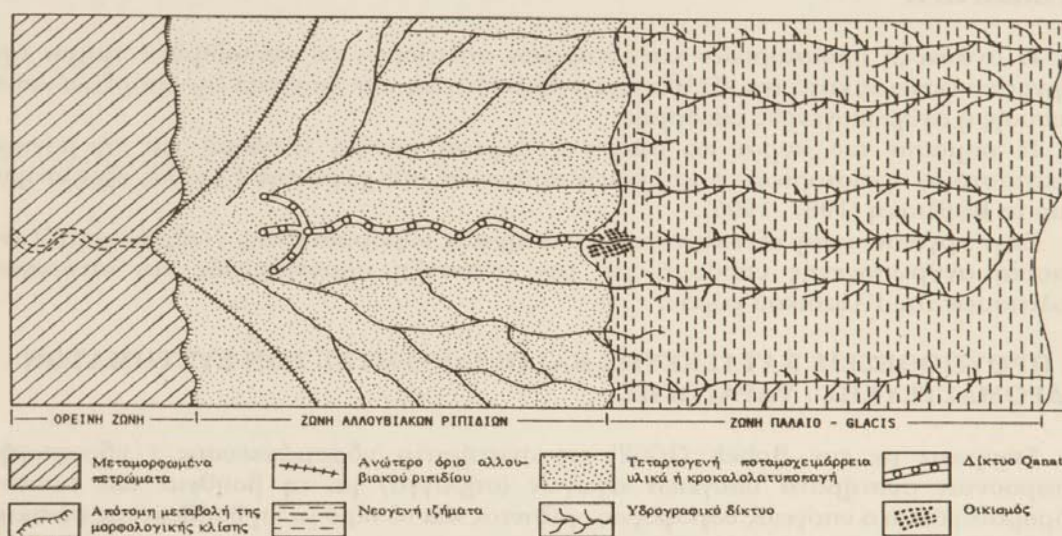 ΟΡΕΙΝΗ ΖΩΝΗ
ΖΩΝΗ ΑΛΛΟΥΒΙΑΚΩΝ ΡΙΠΙΔΙΩΝ
ΖΩΝΗ ΠΑΛΑΙΟ - GLACIS
Μεταμορφωμένα
πετρώματα
Ανώτερο όριο αλλου-
βιακού ριπιδίου
Τεταρτογενή ποταμοχειμάρρεια
υλικά ή κροκαλολατυποπαγή
Δίκτυο Qanat
Απότομη μεταβολή της
μορφολογικής κλίσης
Νεογενή ιζήματα
Υδρογραφικό δίκτυο
Οικισμός